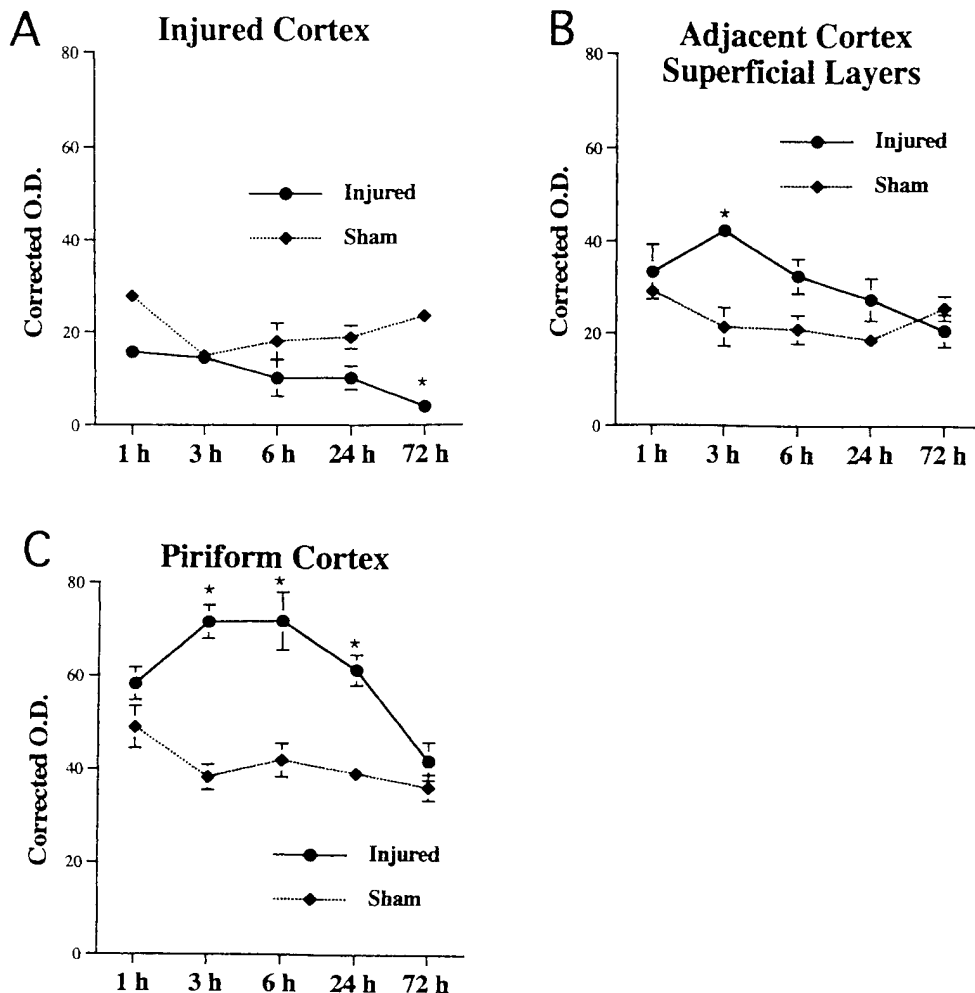 A
Injured Cortex
80
60
40
20
0
Corrected O.D.
Injured
Sham
*
1 h 3 h 6 h 24 h 72 h
B
Adjacent Cortex
Superficial Layers
80
60
40
20
0
Corrected O.D.
Injured
Sham
*
1 h 3 h 6 h 24 h 72 h
C
Piriform Cortex
80
60
40
20
0
Corrected O.D.
* * *
Injured
Sham
1 h 3 h 6 h 24 h 72 h